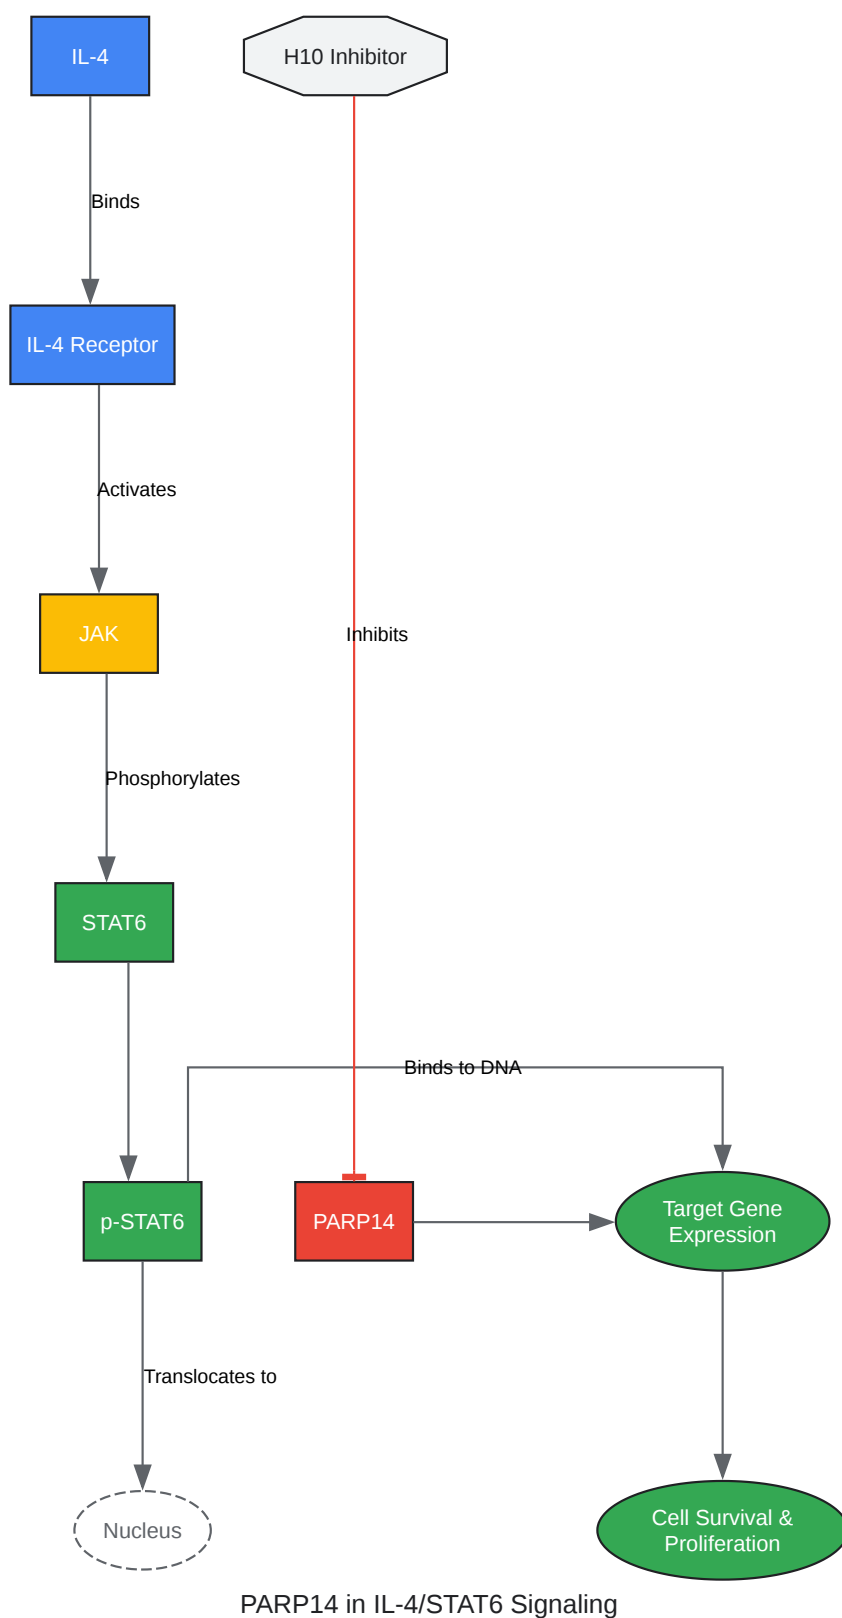 IL-4
H10 Inhibitor
Binds
IL-4 Receptor
Activates
JAK
Inhibits
Phosphorylates
STAT6
Binds to DNA
p-STAT6
PARP14
Target Gene
Expression
Translocates to
Nucleus
Cell Survival &
Proliferation
PARP14 in IL-4/STAT6 Signaling